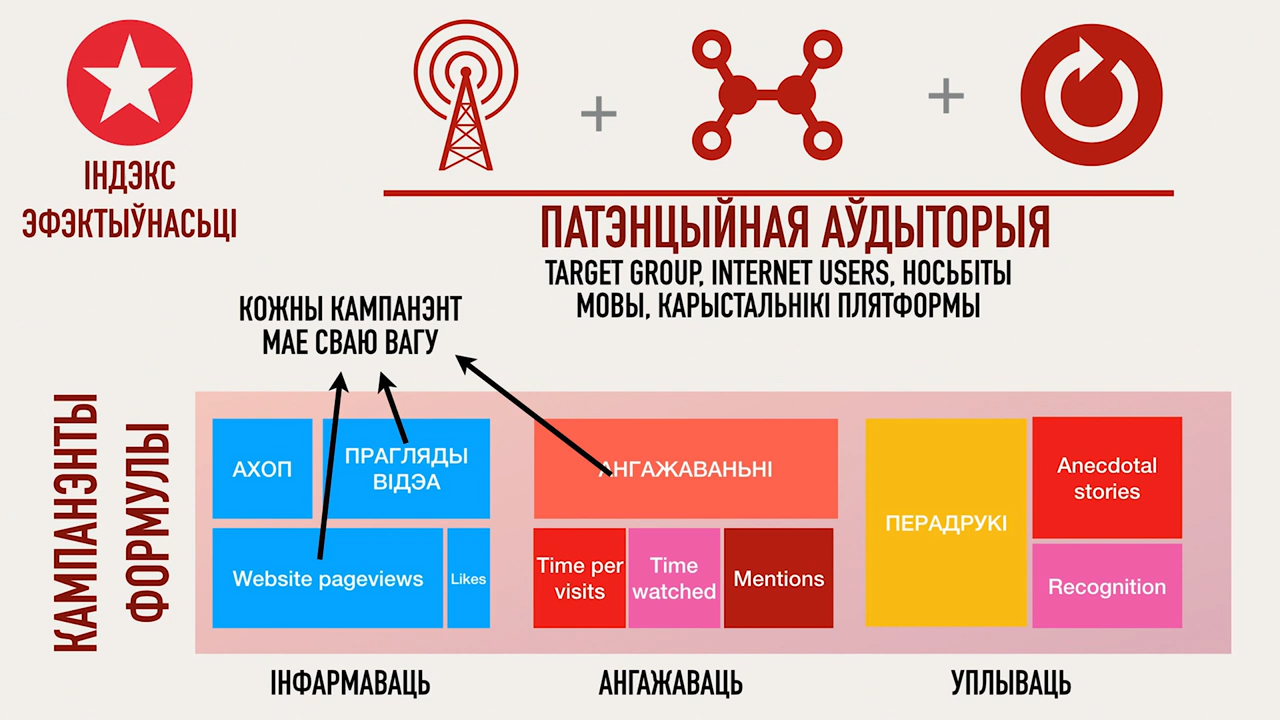 ІНДЭКС
ЭФЭКТЫЎНАСЬЦІ
+
+
ПАТЭНЦЫЙНАЯ АЎДЫТОРЫЯ
TARGET GROUP, INTERNET USERS, НОСЬБІТЫ
МОВЫ, КАРЫСТАЛЬНІКІ ПЛЯТФОРМЫ
КОЖНЫ КАМПАНЭНТ
МАЕ СВАЮ ВАГУ
КАМПАНЭНТЫ
ФОРМУЛЫ
АХОП
ПРАГЛЯДЫ
ВІДЭА
Website pageviews
Likes
АНГАЖАВАНЬНІ
Time per
visits
Time
watched
Mentions
ПЕРАДРУКІ
Anecdotal
stories
Recognition
ІНФАРМАВАЦЬ
АНГАЖАВАЦЬ
УПЛЫВАЦЬ